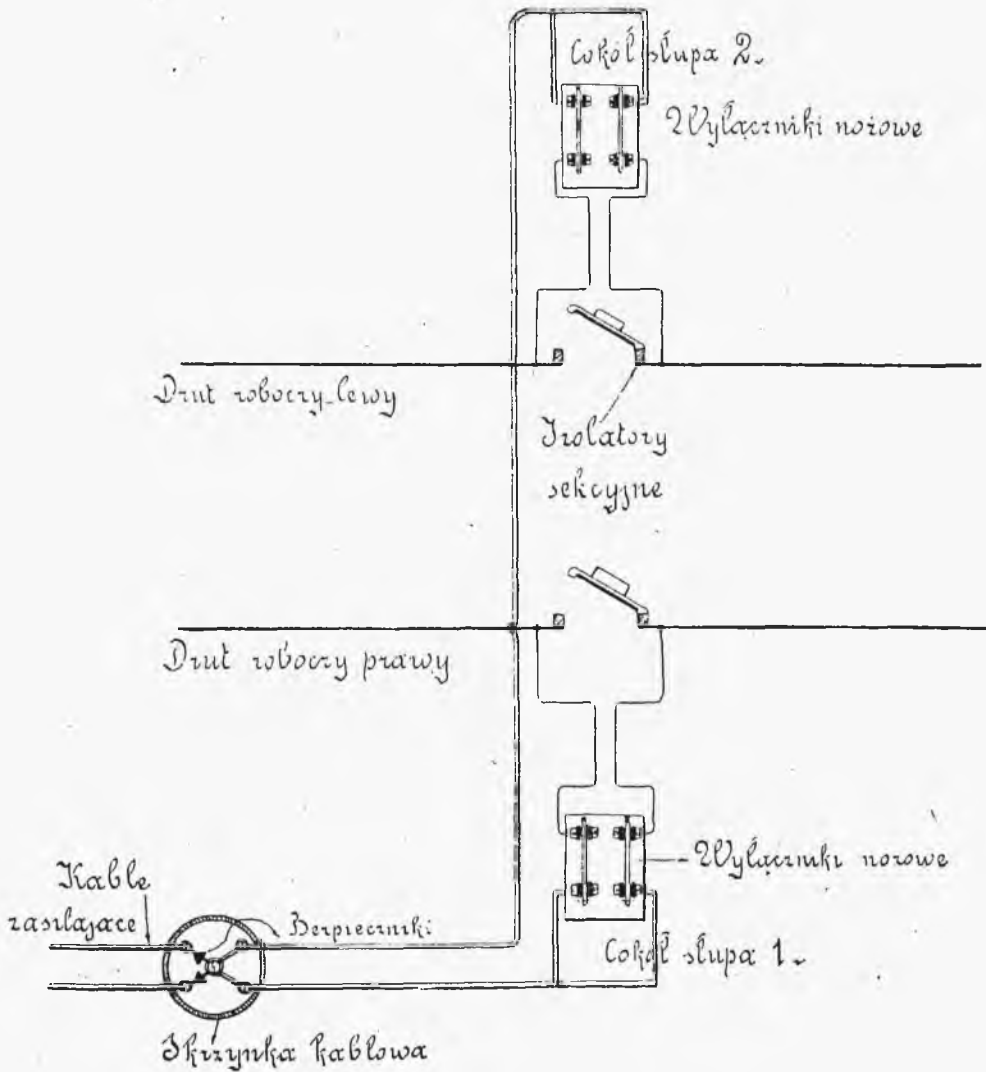 Cokół słupa 2.
Wyłączniki nożowe
Drut roboczy lewy
Izolatory
sekcyjne
Drut roboczy prawy
Wyłączniki nożowe
Kable
zasilające
Bezpieczniki
Cokół słupa 1.
Skrzynka kablowa